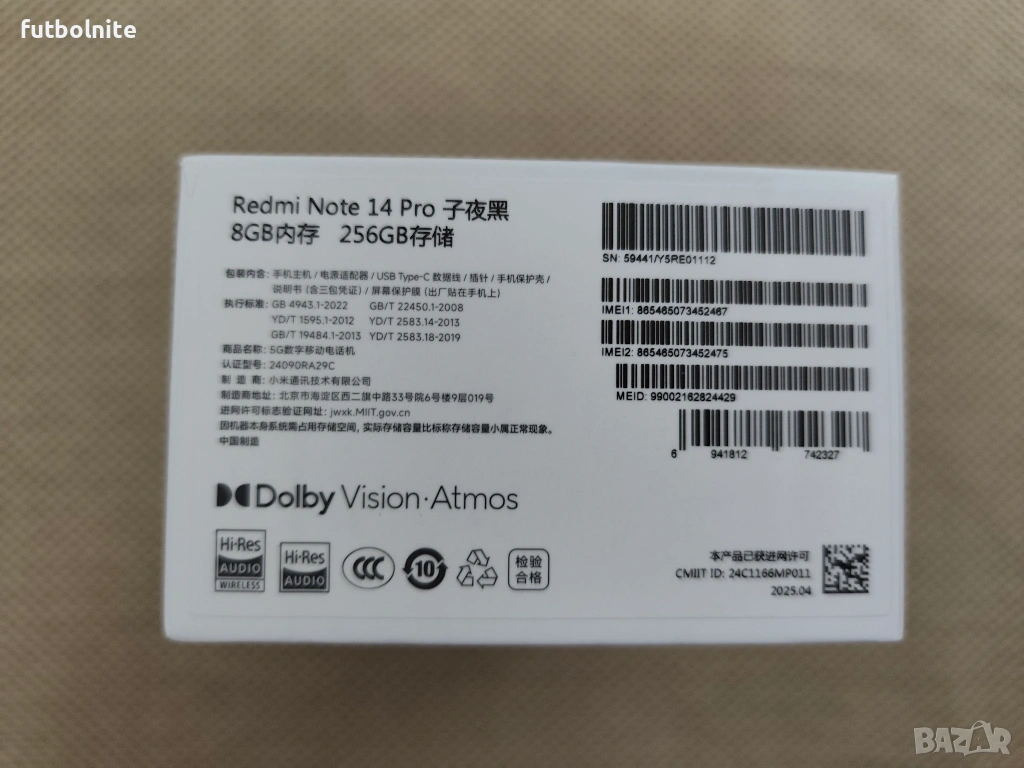 futbolnite
Redmi Note 14 Pro 子夜黑
8GB内存 256GB存储
包装内含: 手机主机 / 电源适配器 / USB Type-C 数据线 / 插针 / 手机保护壳 /
说明书 (含三包凭证) / 屏幕保护膜 (出厂贴在手机上)
执行标准: GB 4943.1-2022 GB/T 22450.1-2008
YD/T 1595.1-2012 YD/T 2583.14-2013
GB/T 19484.1-2013 YD/T 2583.18-2019
商品名称: 5G数字移动电话机
认证型号: 24090RA29C
制 造 商: 小米通讯技术有限公司
制造商地址: 北京市海淀区西二旗中路33号院6号楼9层019号
进网许可标志验证网址: jwxk.MIIT.gov.cn
因机器本身系统需占用存储空间, 实际存储容量比标称存储容量小属正常现象。
中国制造
SN: 59441/Y5RE01112
IMEI1: 865465073452467
IMEI2: 865465073452475
MEID: 99002162824429
6 941812 742327
Dolby Vision·Atmos
Hi-Res
AUDIO
WIRELESS
Hi-Res
AUDIO
CCC
10
检验
合格
本产品已获进网许可
CMIIT ID: 24C1166MP011
2025.04
BAZAR